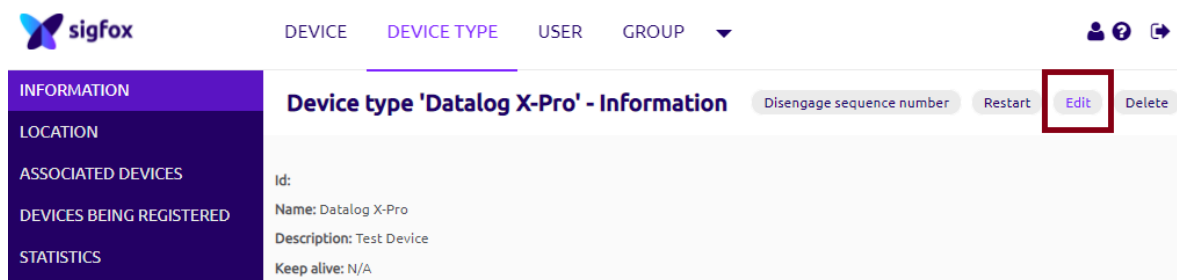 sigfox
DEVICE DEVICE TYPE USER GROUP
INFORMATION
LOCATION
ASSOCIATED DEVICES
DEVICES BEING REGISTERED
STATISTICS
Device type 'Datalog X-Pro' - Information
Disengage sequence number Restart Edit Delete
Id:
Name: Datalog X-Pro
Description: Test Device
Keep alive: N/A